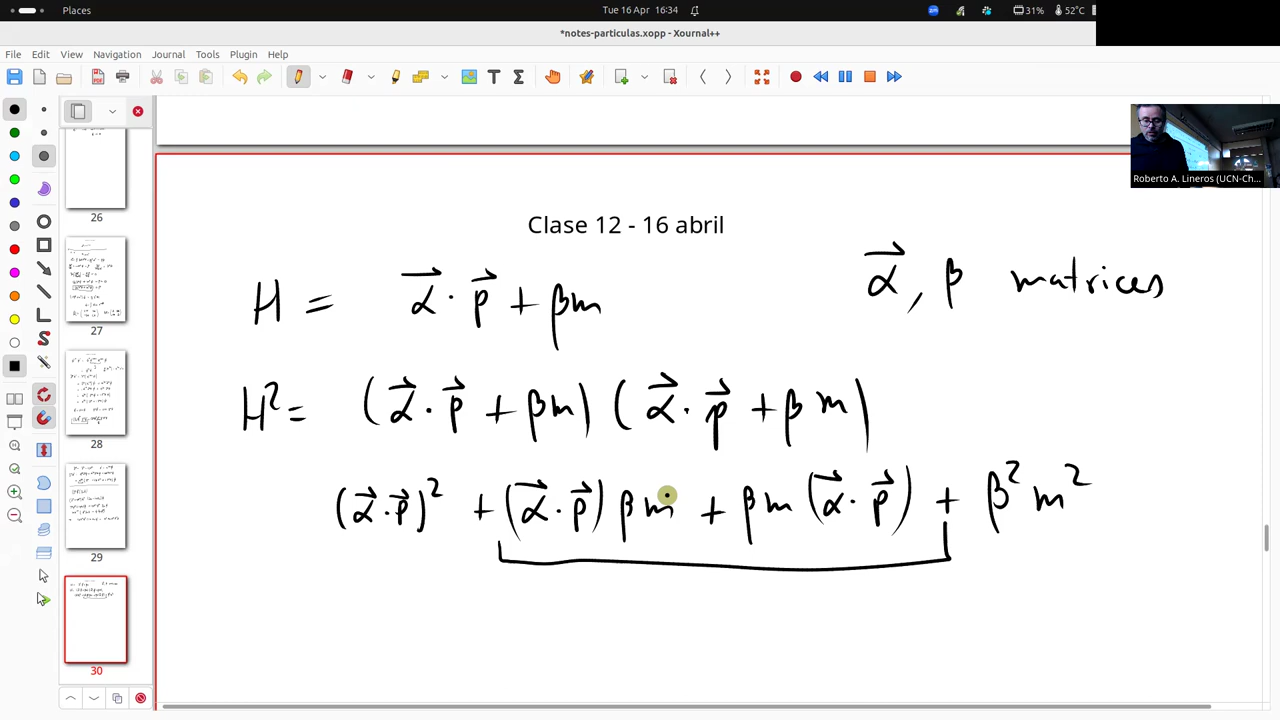 Places
Tue 16 Apr 16:34
31%
52°C
*notes-particulas.xopp - Xournal++
File Edit View Navigation Journal Tools Plugin Help
Roberto A. Lineros (UCN-Ch...
26
27
28
29
30
Clase 12 - 16 abril
H = α⃗ · p⃗ + βm
α⃗, β matrices
H² = (α⃗ · p⃗ + βm) (α⃗ · p⃗ + β m)
(α⃗ · p⃗)² + (α⃗ · p⃗) βm + βm (α⃗ · p⃗) + β² m²